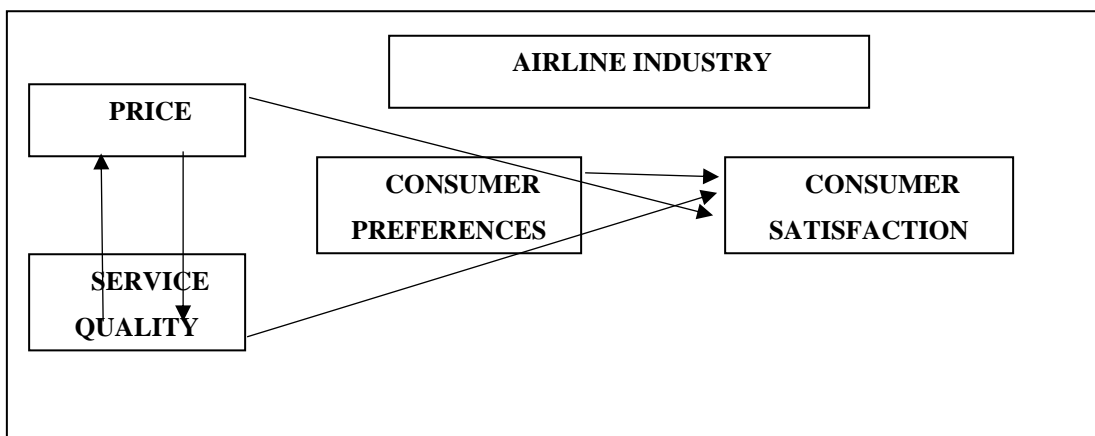 AIRLINE INDUSTRY
PRICE
CONSUMER
PREFERENCES
CONSUMER
SATISFACTION
SERVICE
QUALITY